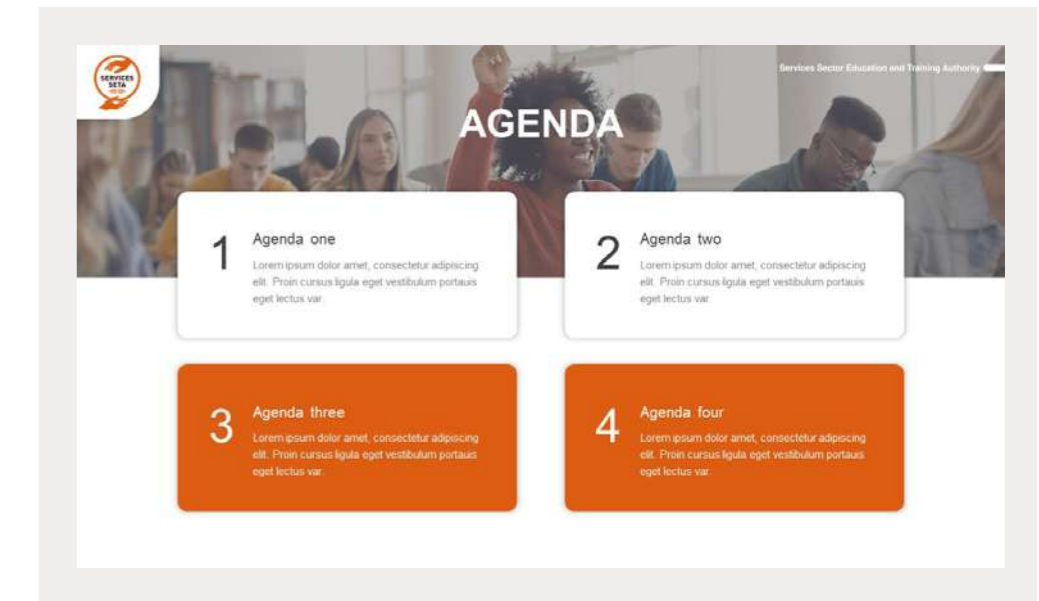 SERVICES
SETA
Services Sector Education and Training Authority
AGENDA
1
Agenda one
Lorem ipsum dolor amet, consectetur adipiscing
elit. Proin cursus ligula eget vestibulum portauis
eget lectus var.
2
Agenda two
Lorem ipsum dolor amet, consectetur adipiscing
elit. Proin cursus ligula eget vestibulum portauis
eget lectus var.
3
Agenda three
Lorem ipsum dolor amet, consectetur adipiscing
elit. Proin cursus ligula eget vestibulum portauis
eget lectus var.
4
Agenda four
Lorem ipsum dolor amet, consectetur adipiscing
elit. Proin cursus ligula eget vestibulum portauis
eget lectus var.